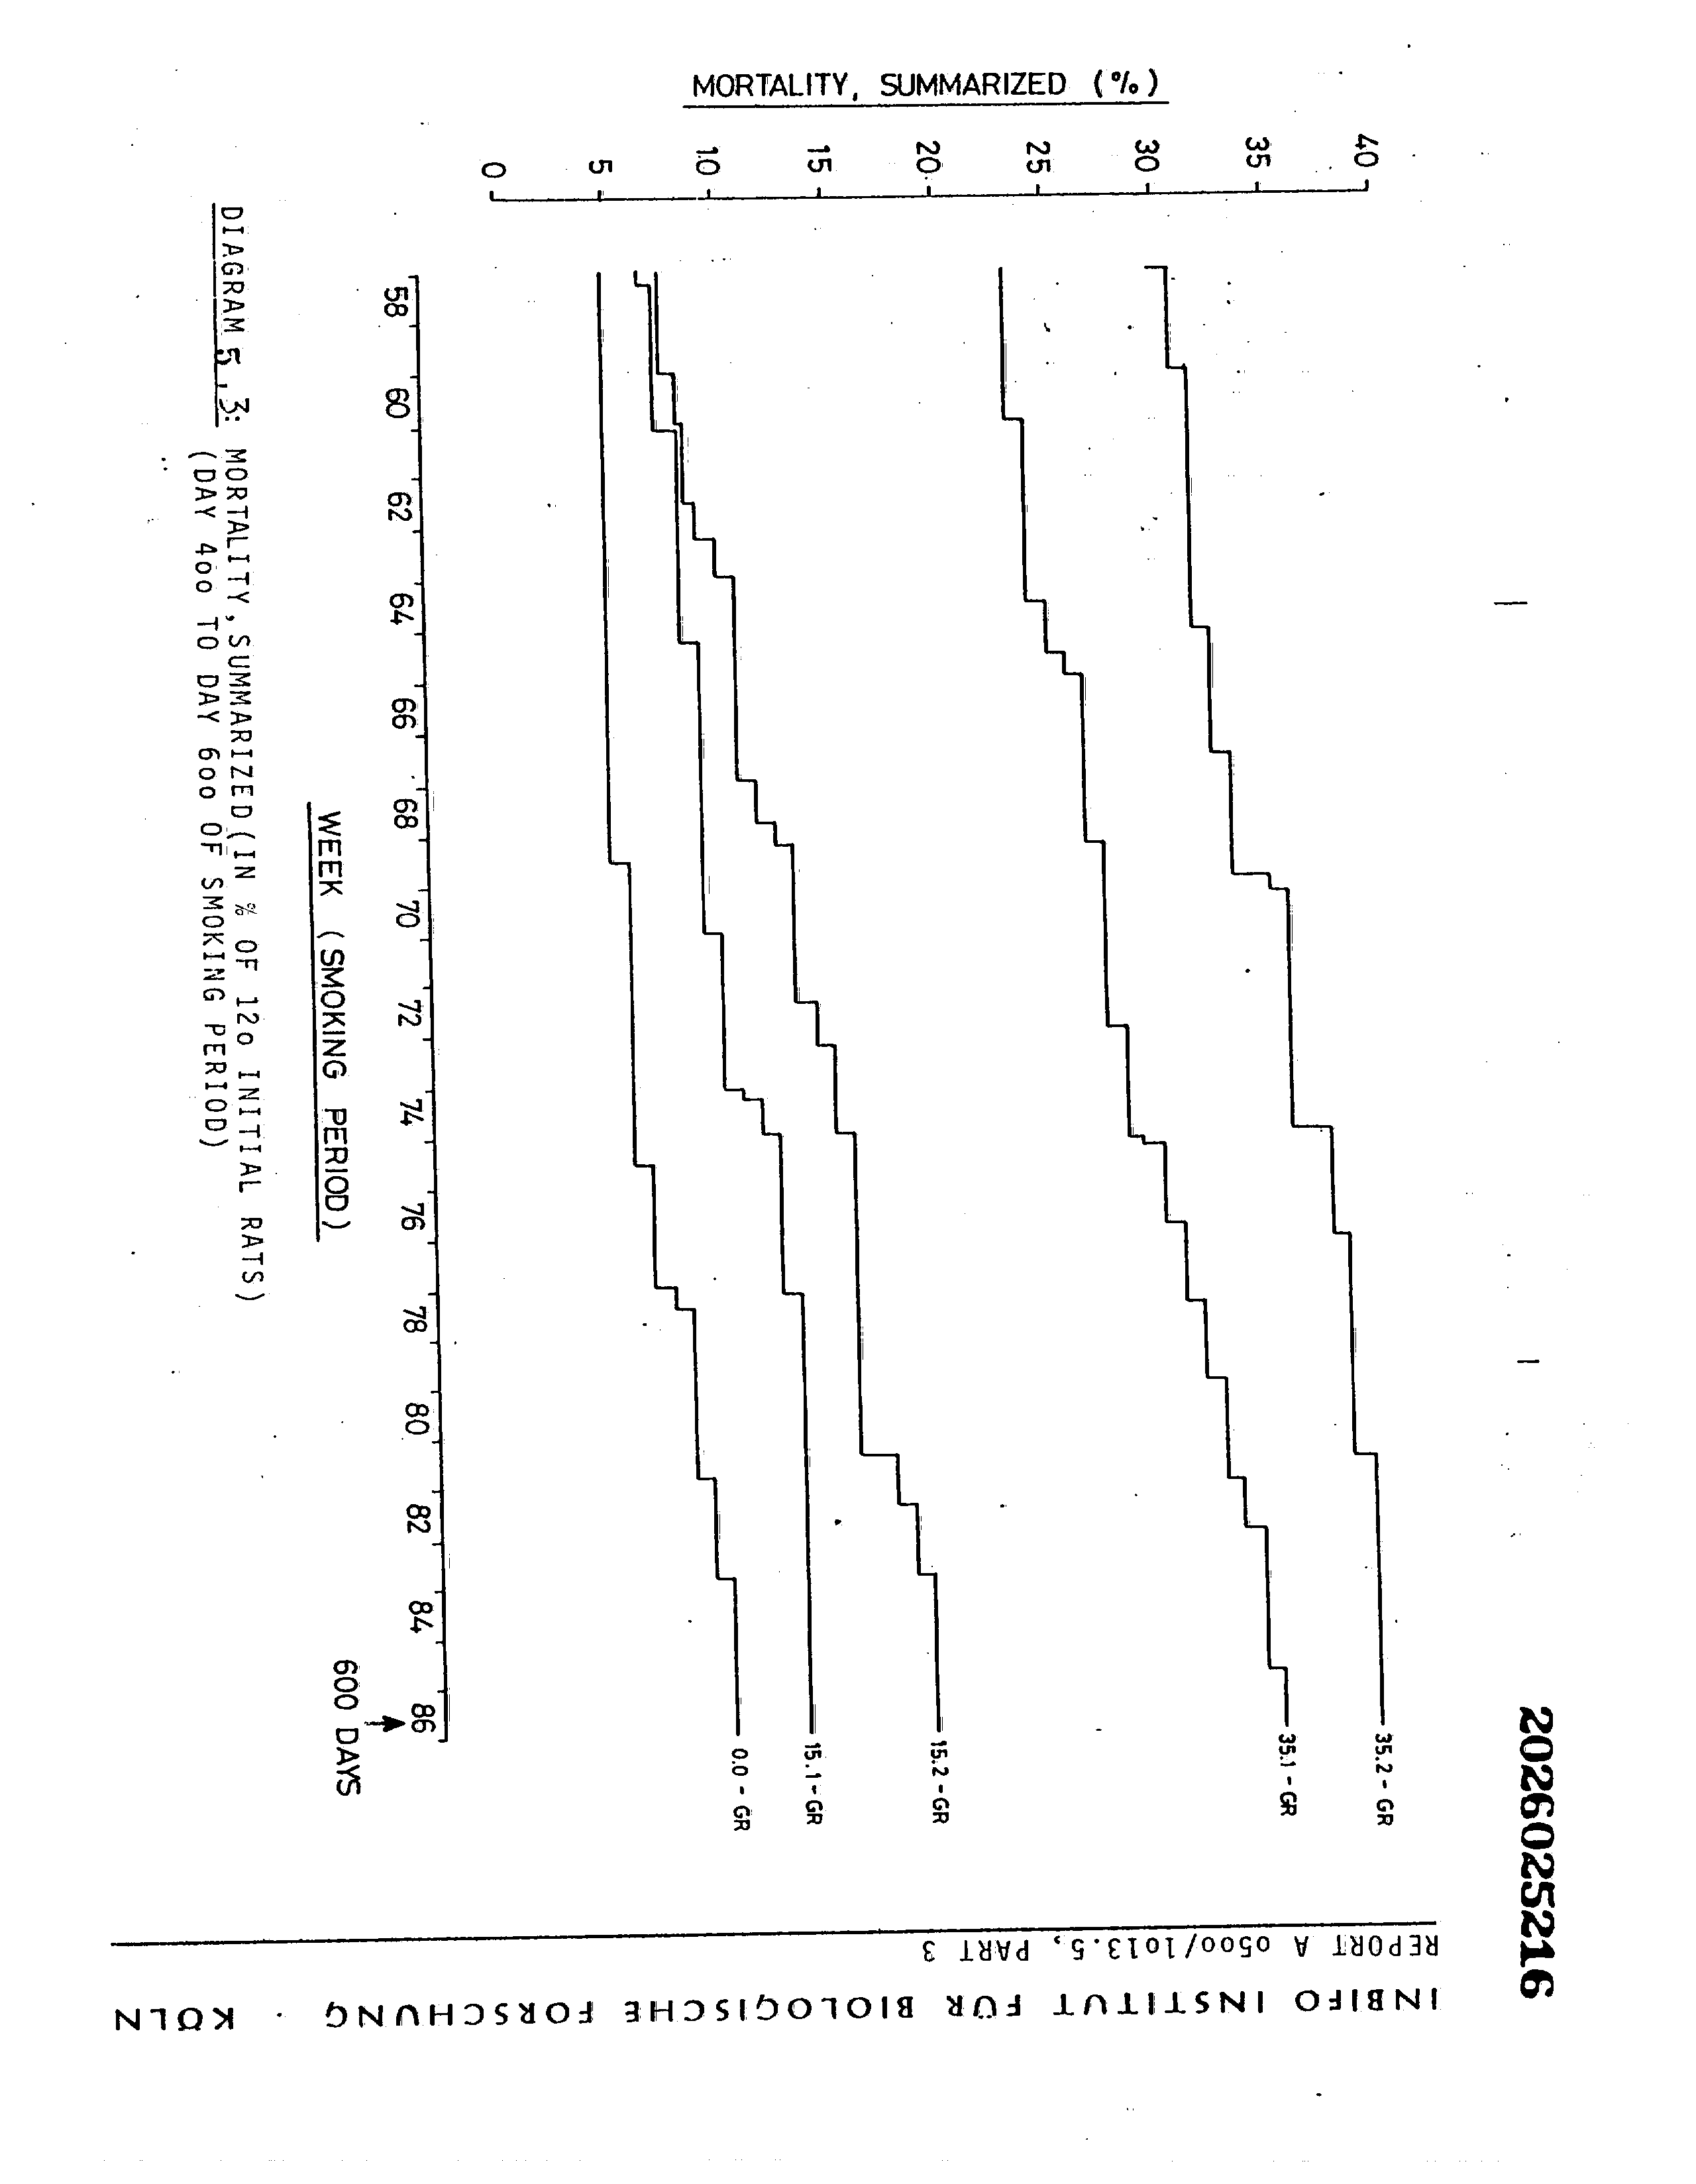 INBIFO INSTITUT FÜR BIOLOGISCHE FORSCHUNG · KÖLN
REPORT A o5oo/1o13.5, PART 3
2026025216
MORTALITY, SUMMARIZED (%)
40
35
30
25
20
15
10
5
0
35.2 - GR
35.1 - GR
15.2 - GR
15.1 - GR
0.0 - GR
58 60 62 64 66 68 70 72 74 76 78 80 82 84 86
600 DAYS
WEEK (SMOKING PERIOD)
DIAGRAM 5.3: MORTALITY, SUMMARIZED (IN % OF 12o INITIAL RATS)
(DAY 4oo TO DAY 6oo OF SMOKING PERIOD)